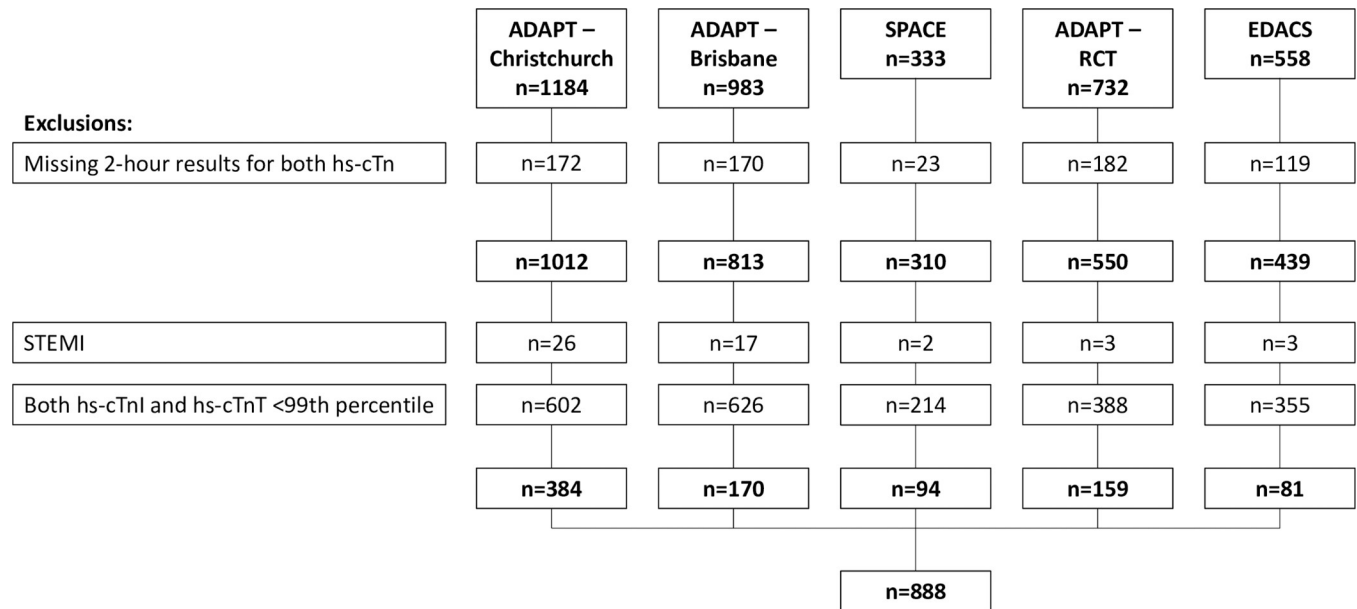 ADAPT –
Christchurch
n=1184
ADAPT –
Brisbane
n=983
SPACE
n=333
ADAPT –
RCT
n=732
EDACS
n=558
Exclusions:
Missing 2-hour results for both hs-cTn
n=172
n=170
n=23
n=182
n=119
n=1012
n=813
n=310
n=550
n=439
STEMI
n=26
n=17
n=2
n=3
n=3
Both hs-cTnI and hs-cTnT <99th percentile
n=602
n=626
n=214
n=388
n=355
n=384
n=170
n=94
n=159
n=81
n=888